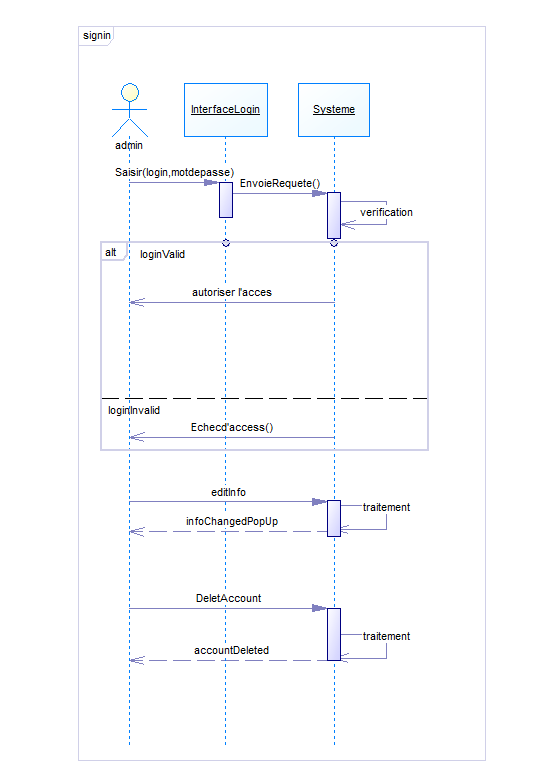 signin
InterfaceLogin
Systeme
admin
Saisir(login,motdepasse)
EnvoieRequete()
verification
alt
loginValid
autoriser l'acces
loginInvalid
Echecd'access()
editInfo
traitement
infoChangedPopUp
DeletAccount
traitement
accountDeleted